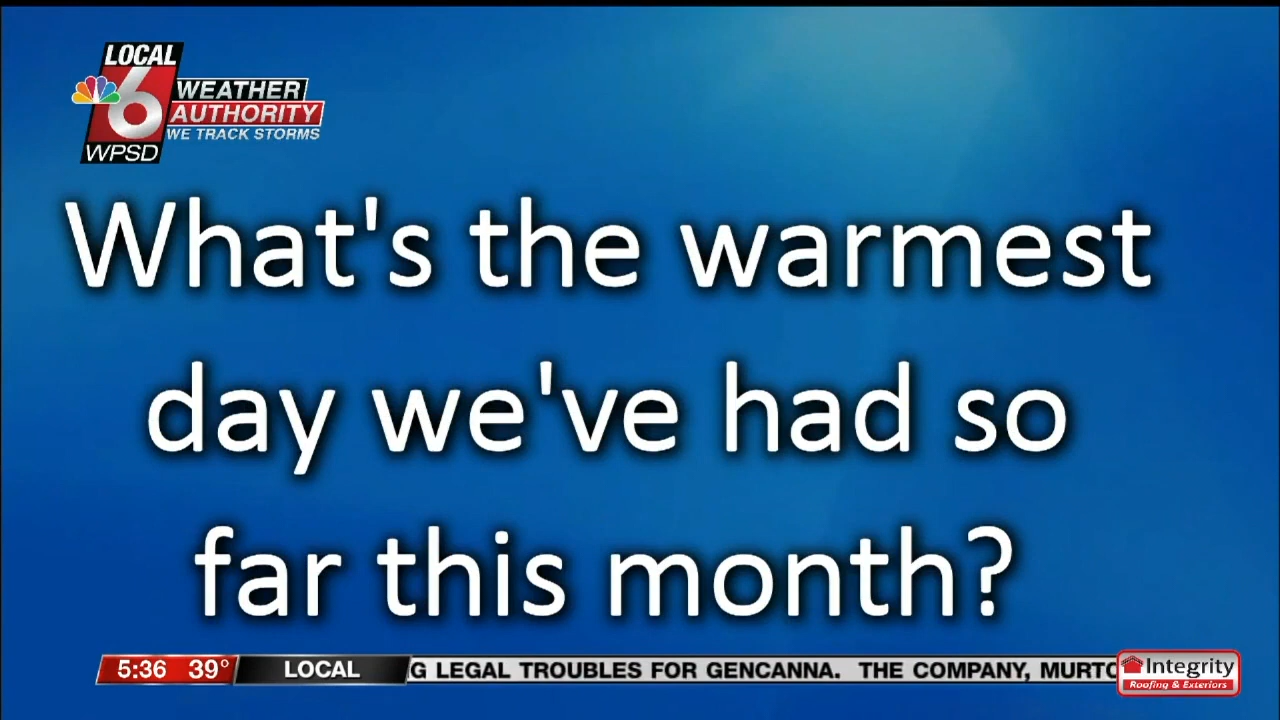 LOCAL
6
WEATHER
AUTHORITY
WE TRACK STORMS
WPSD
What's the warmest
day we've had so
far this month?
5:36 39° LOCAL G LEGAL TROUBLES FOR GENCANNA. THE COMPANY, MURTO
Integrity
Roofing & Exteriors